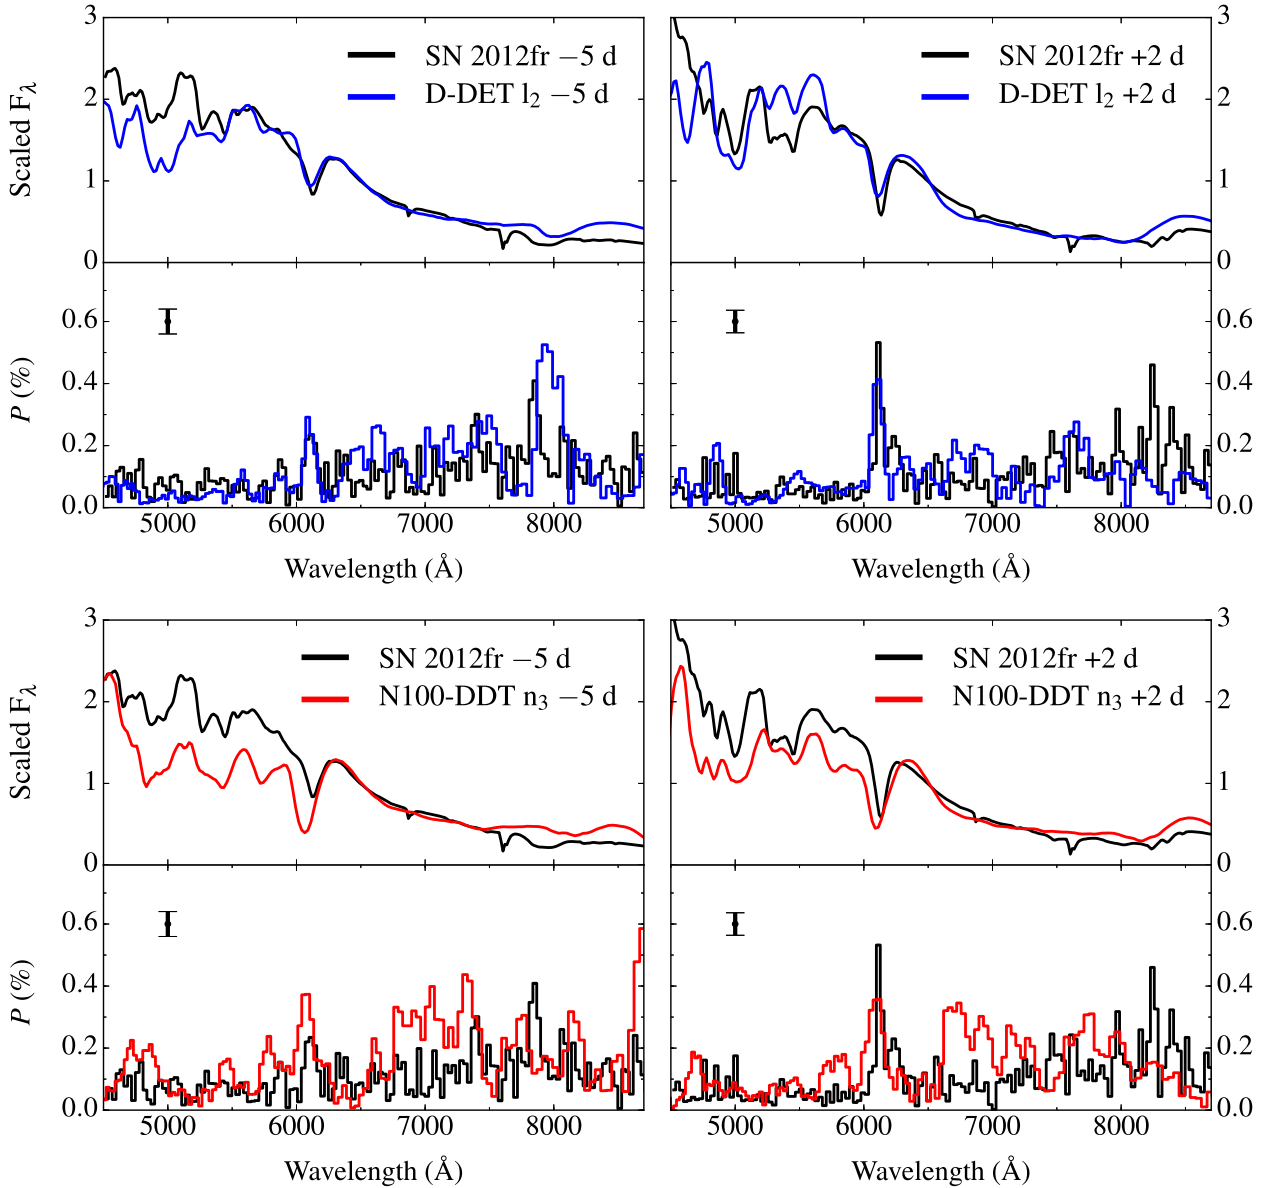 3
2
1
0
Scaled F_λ
SN 2012fr −5 d
D-DET l₂ −5 d
SN 2012fr +2 d
D-DET l₂ +2 d
3
2
1
0
0.6
0.4
0.2
0.0
P (%)
0.6
0.4
0.2
0.0
5000 6000 7000 8000
5000 6000 7000 8000
Wavelength (Å)
Wavelength (Å)
3
2
1
0
Scaled F_λ
SN 2012fr −5 d
N100-DDT n₃ −5 d
SN 2012fr +2 d
N100-DDT n₃ +2 d
3
2
1
0
0.6
0.4
0.2
0.0
P (%)
0.6
0.4
0.2
0.0
5000 6000 7000 8000
5000 6000 7000 8000
Wavelength (Å)
Wavelength (Å)